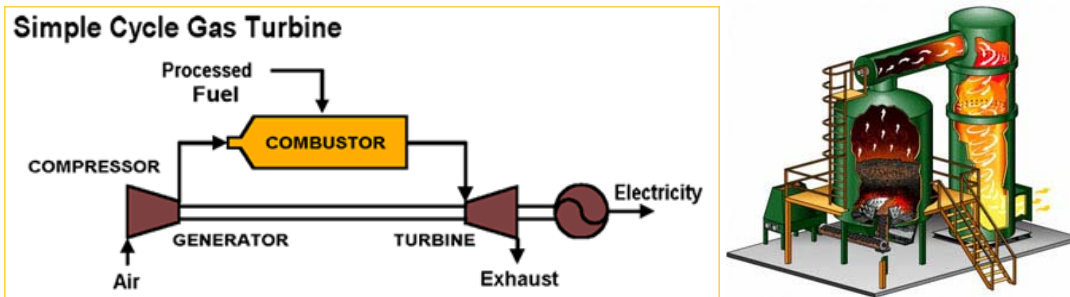 Simple Cycle Gas Turbine
Processed
Fuel
COMBUSTOR
COMPRESSOR
Electricity
GENERATOR
TURBINE
Air
Exhaust